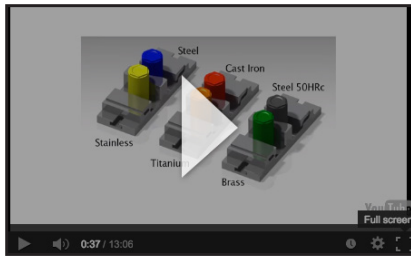 Steel
Cast Iron
Steel 50HRc
Stainless
Titanium
Brass
YouTube
Full screen
0:37 / 13:06